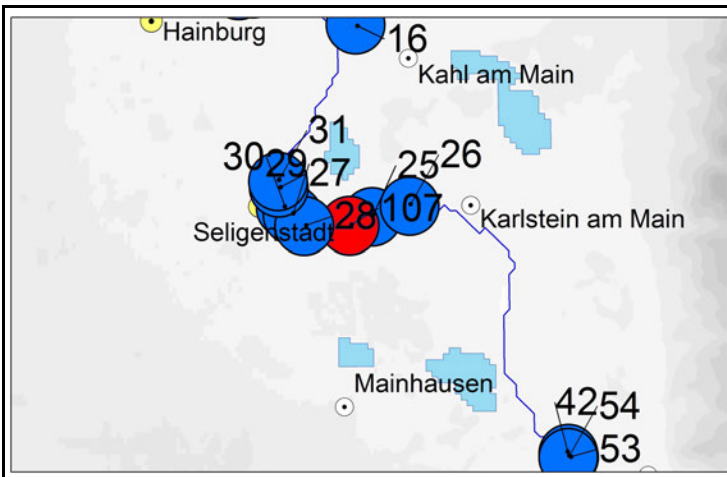 Hainburg
16
Kahl am Main
31
30
29
27
25
26
28
107
Seligenstadt
Karlstein am Main
Mainhausen
42
54
53